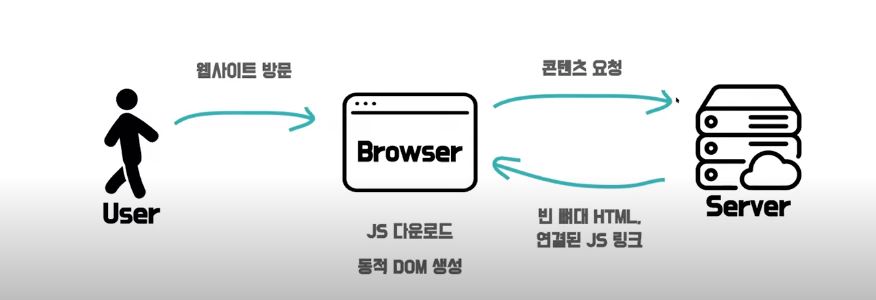 웹사이트 방문
콘텐츠 요청
Browser
User
Server
JS 다운로드
동적 DOM 생성
빈 뼈대 HTML,
연결된 JS 링크